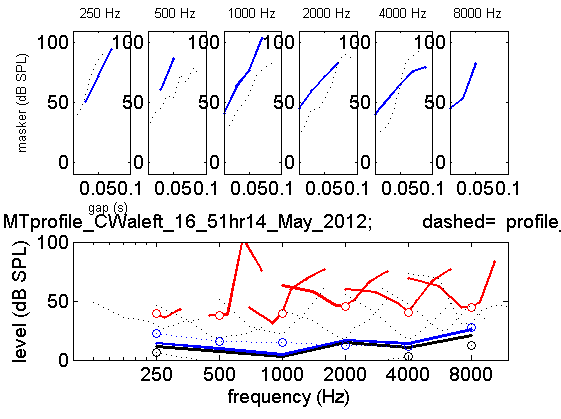 250 Hz 500 Hz 1000 Hz 2000 Hz 4000 Hz 8000 Hz
masker (dB SPL)
100 100 100 100 100 100
50 50 50 50 50 50
0 0 0 0 0 0
0.050.1 0.050.1 0.050.1 0.050.1 0.050.1 0.050.1
gap (s)
MTprofile_CWaleft_16_51hr14_May_2012; dashed= profile_
level (dB SPL)
100
50
0
250 500 1000 2000 4000 8000
frequency (Hz)